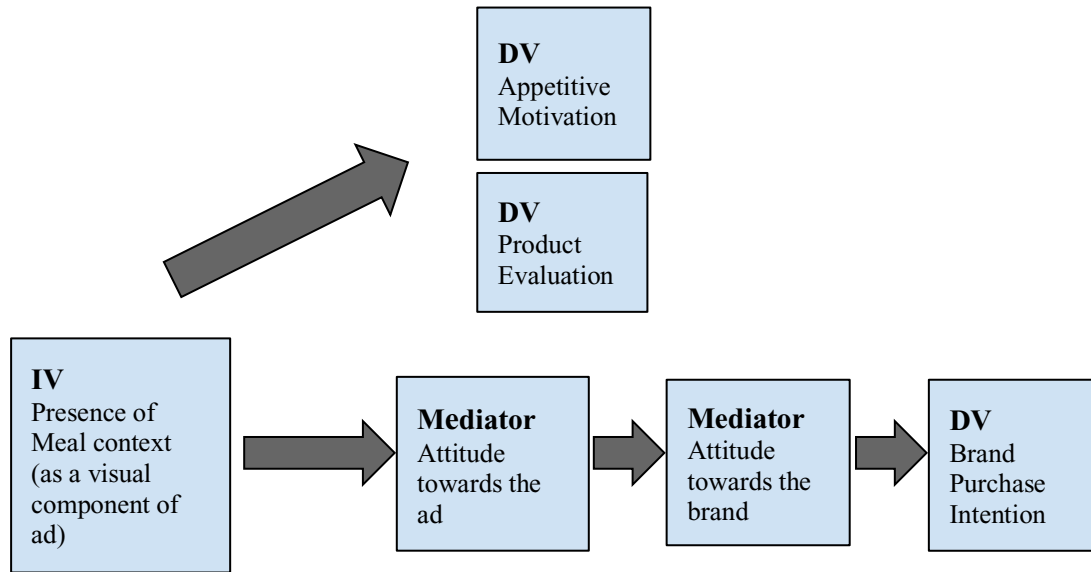 DV
Appetitive
Motivation
DV
Product
Evaluation
IV
Presence of
Meal context
(as a visual
component of
ad)
Mediator
Attitude
towards the
ad
Mediator
Attitude
towards the
brand
DV
Brand
Purchase
Intention